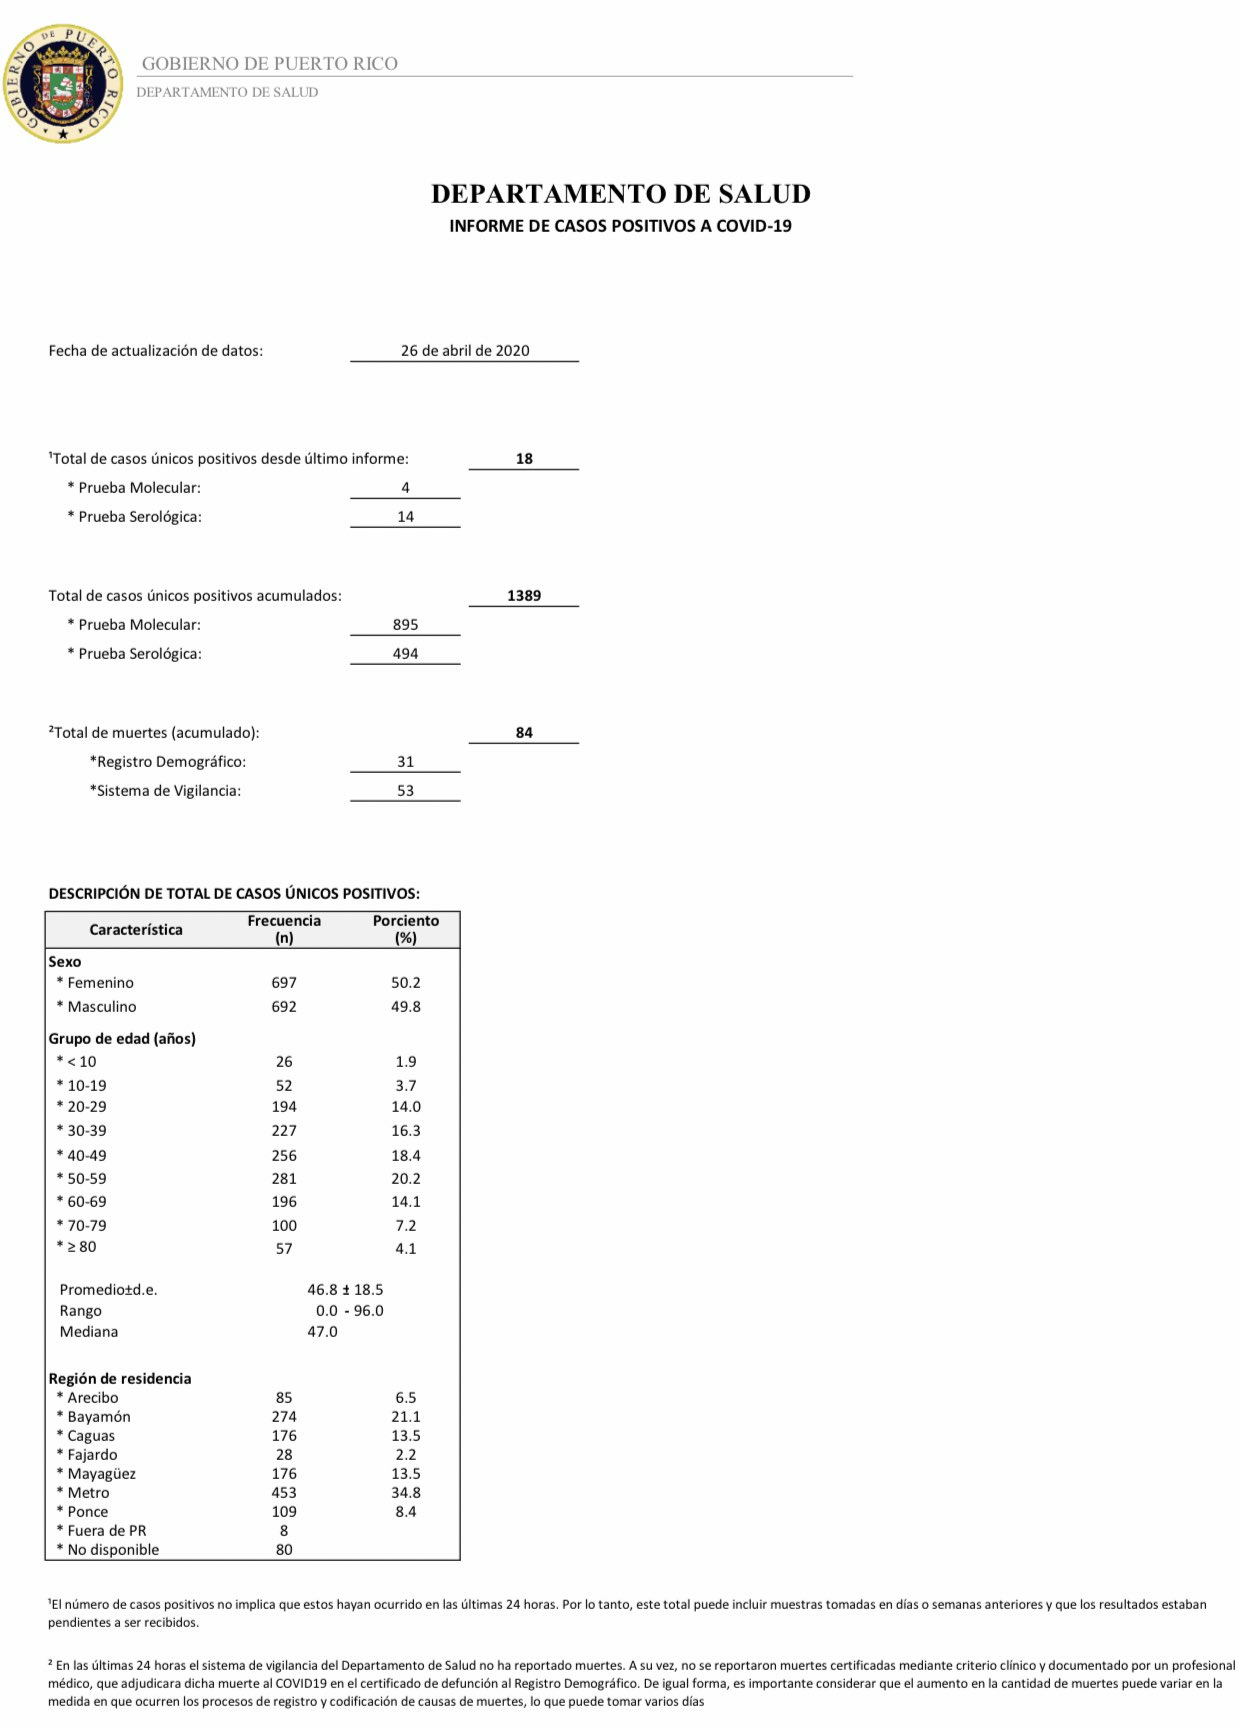 GOBIERNO DE PUERTO RICO
GOBIERNO DE PUERTO RICO
DEPARTAMENTO DE SALUD
DEPARTAMENTO DE SALUD
INFORME DE CASOS POSITIVOS A COVID-19
Fecha de actualización de datos: 26 de abril de 2020
¹Total de casos únicos positivos desde último informe: 18
* Prueba Molecular: 4
* Prueba Serológica: 14
Total de casos únicos positivos acumulados: 1389
* Prueba Molecular: 895
* Prueba Serológica: 494
²Total de muertes (acumulado): 84
*Registro Demográfico: 31
*Sistema de Vigilancia: 53
DESCRIPCIÓN DE TOTAL DE CASOS ÚNICOS POSITIVOS:
Característica Frecuencia (n) Porciento (%)
Sexo
* Femenino 697 50.2
* Masculino 692 49.8
Grupo de edad (años)
* < 10 26 1.9
* 10-19 52 3.7
* 20-29 194 14.0
* 30-39 227 16.3
* 40-49 256 18.4
* 50-59 281 20.2
* 60-69 196 14.1
* 70-79 100 7.2
* ≥ 80 57 4.1
Promedio±d.e. 46.8 ± 18.5
Rango 0.0 - 96.0
Mediana 47.0
Región de residencia
* Arecibo 85 6.5
* Bayamón 274 21.1
* Caguas 176 13.5
* Fajardo 28 2.2
* Mayagüez 176 13.5
* Metro 453 34.8
* Ponce 109 8.4
* Fuera de PR 8
* No disponible 80
¹El número de casos positivos no implica que estos hayan ocurrido en las últimas 24 horas. Por lo tanto, este total puede incluir muestras tomadas en días o semanas anteriores y que los resultados estaban
pendientes a ser recibidos.
² En las últimas 24 horas el sistema de vigilancia del Departamento de Salud no ha reportado muertes. A su vez, no se reportaron muertes certificadas mediante criterio clínico y documentado por un profesional
médico, que adjudicara dicha muerte al COVID19 en el certificado de defunción al Registro Demográfico. De igual forma, es importante considerar que el aumento en la cantidad de muertes puede variar en la
medida en que ocurren los procesos de registro y codificación de causas de muertes, lo que puede tomar varios días